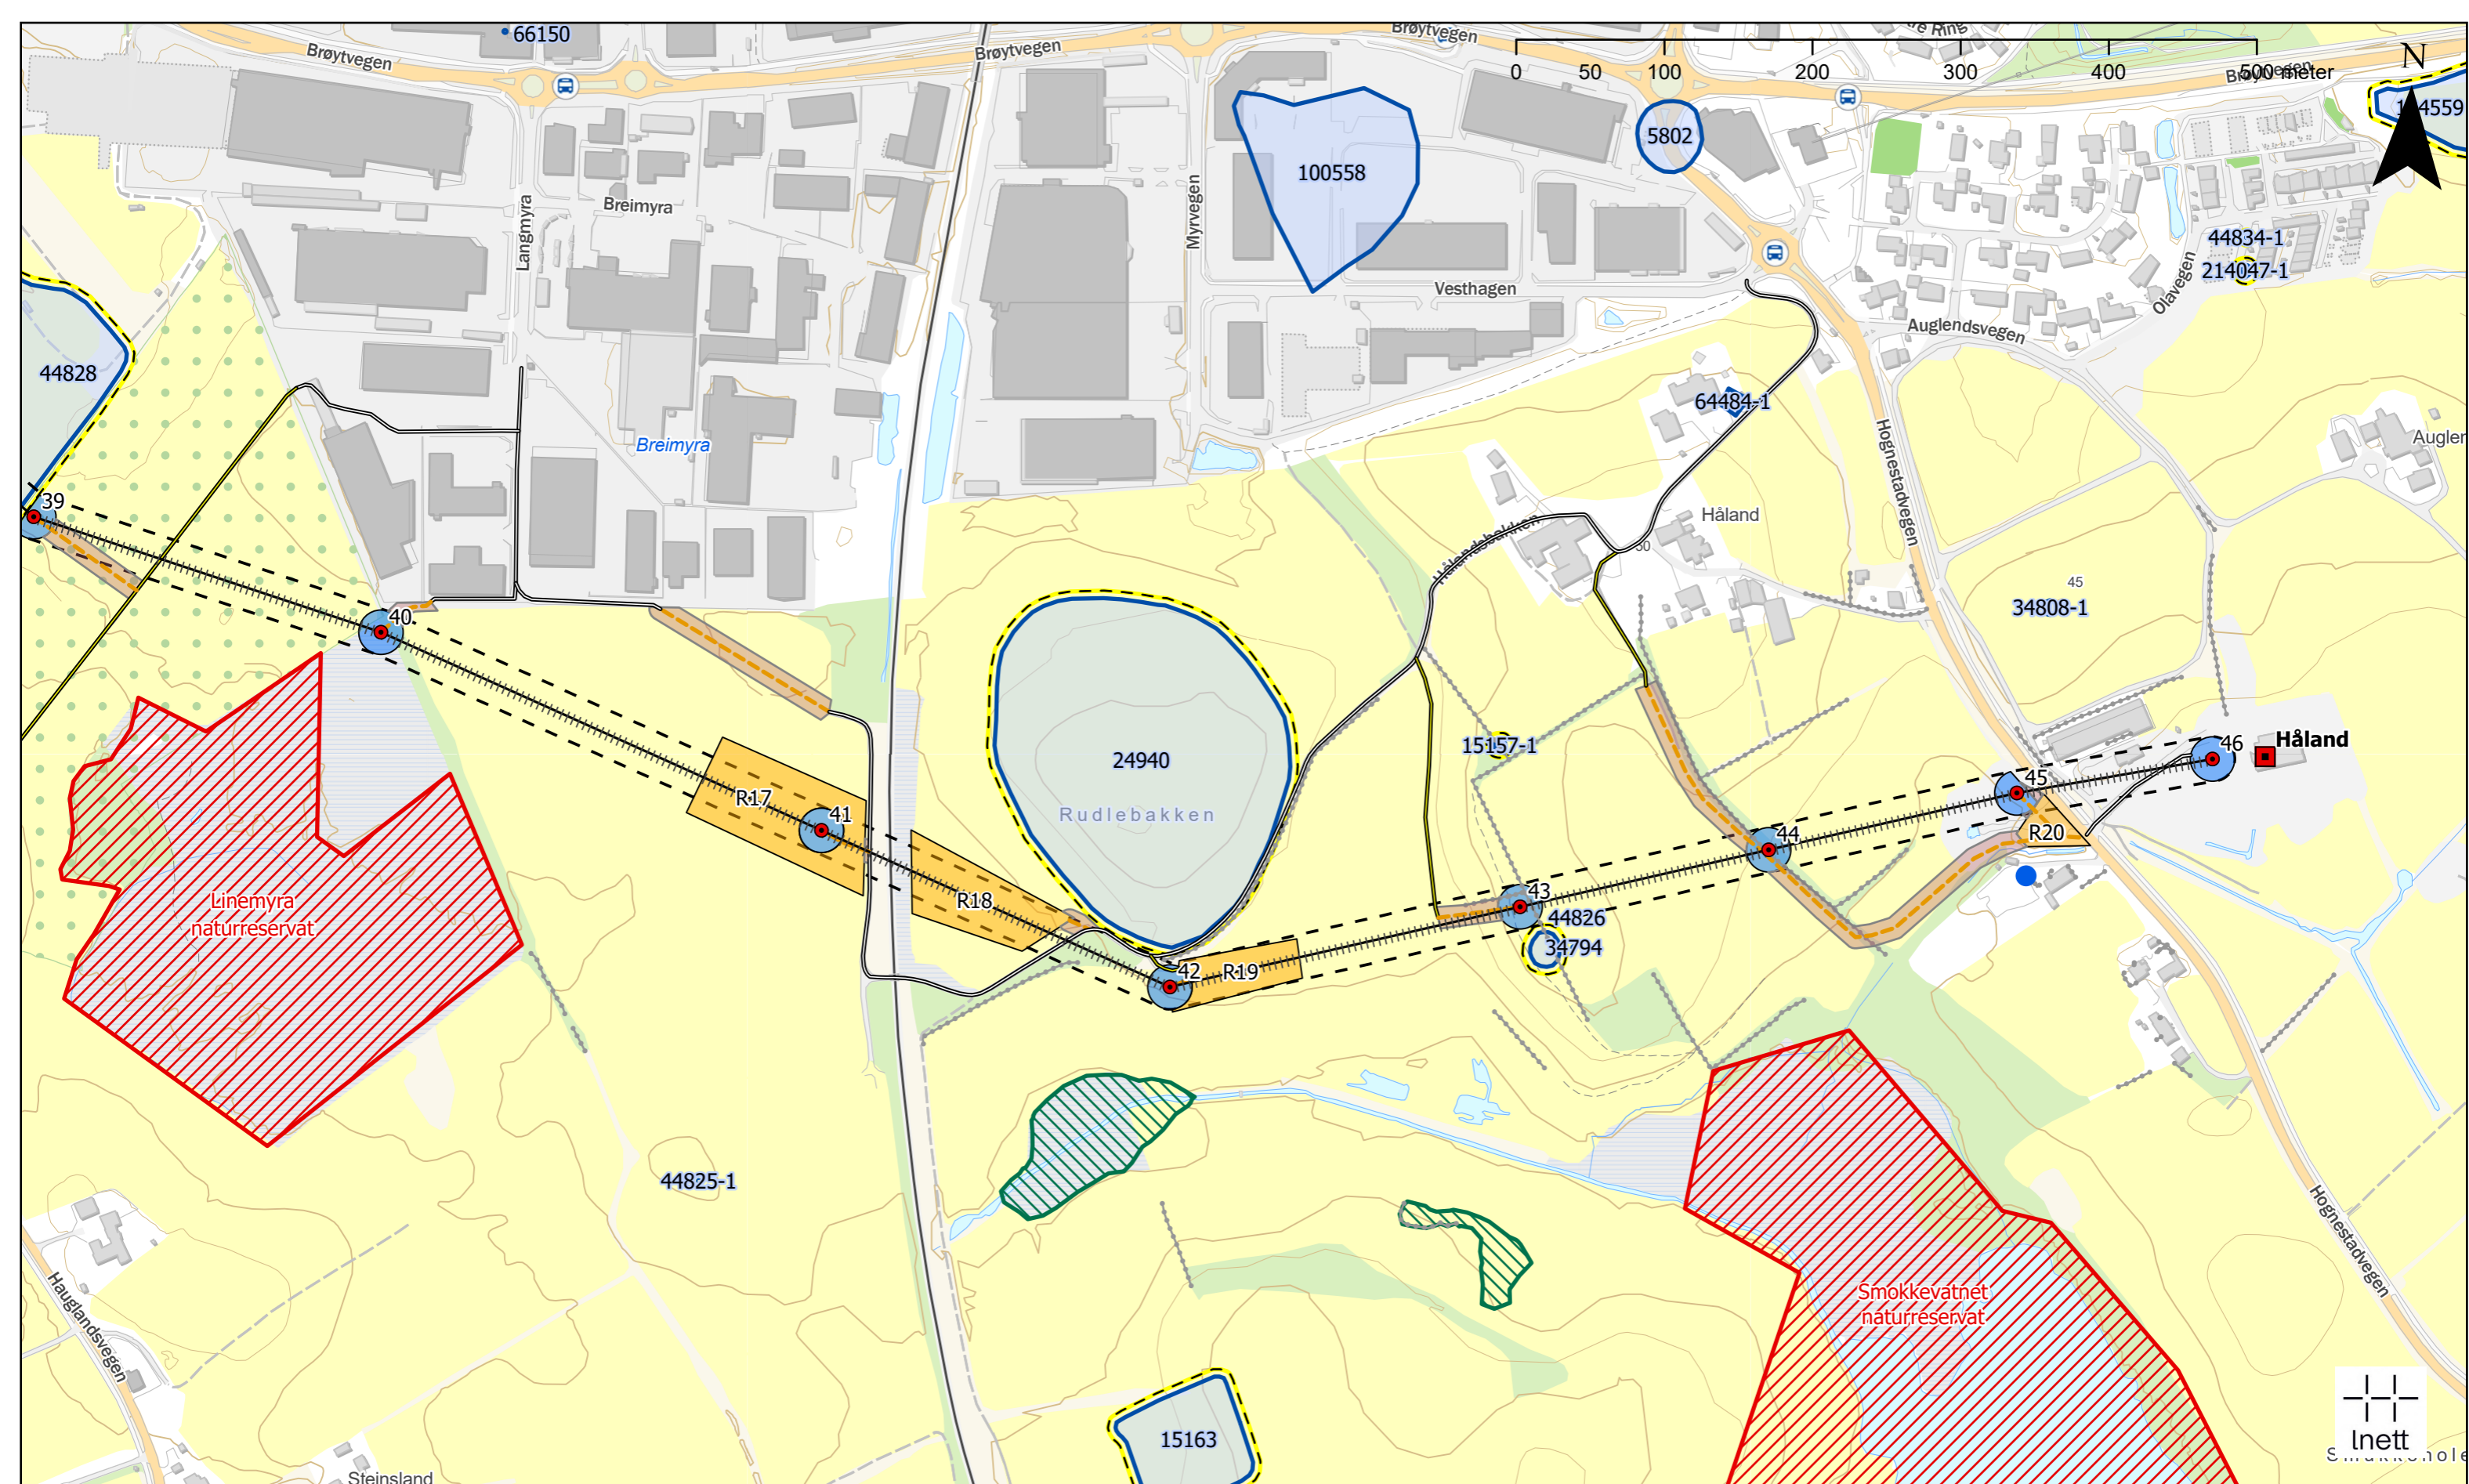 66150
Brøytvegen
Brøytvegen
Brøytvegen
0
50
100
200
300
400
500 meter
Brøytvegen
N
5802
100558
Langmyra
Breimyra
Myrvegen
44834-1
214047-1
Olavegen
Vesthagen
Auglendsvegen
44828
64484-1
Breimyra
Hognestadvegen
39
Håland
Hålandsbakken
50
45
34808-1
40
46
Håland
15157-1
24940
45
R17
41
Rudlebakken
R20
44
R18
43
Linemyra
naturreservat
44826
34794
42
R19
44825-1
Hognestadvegen
Smokkevatnet
naturreservat
Hauglandsvegen
15163
lnett
Steinsland